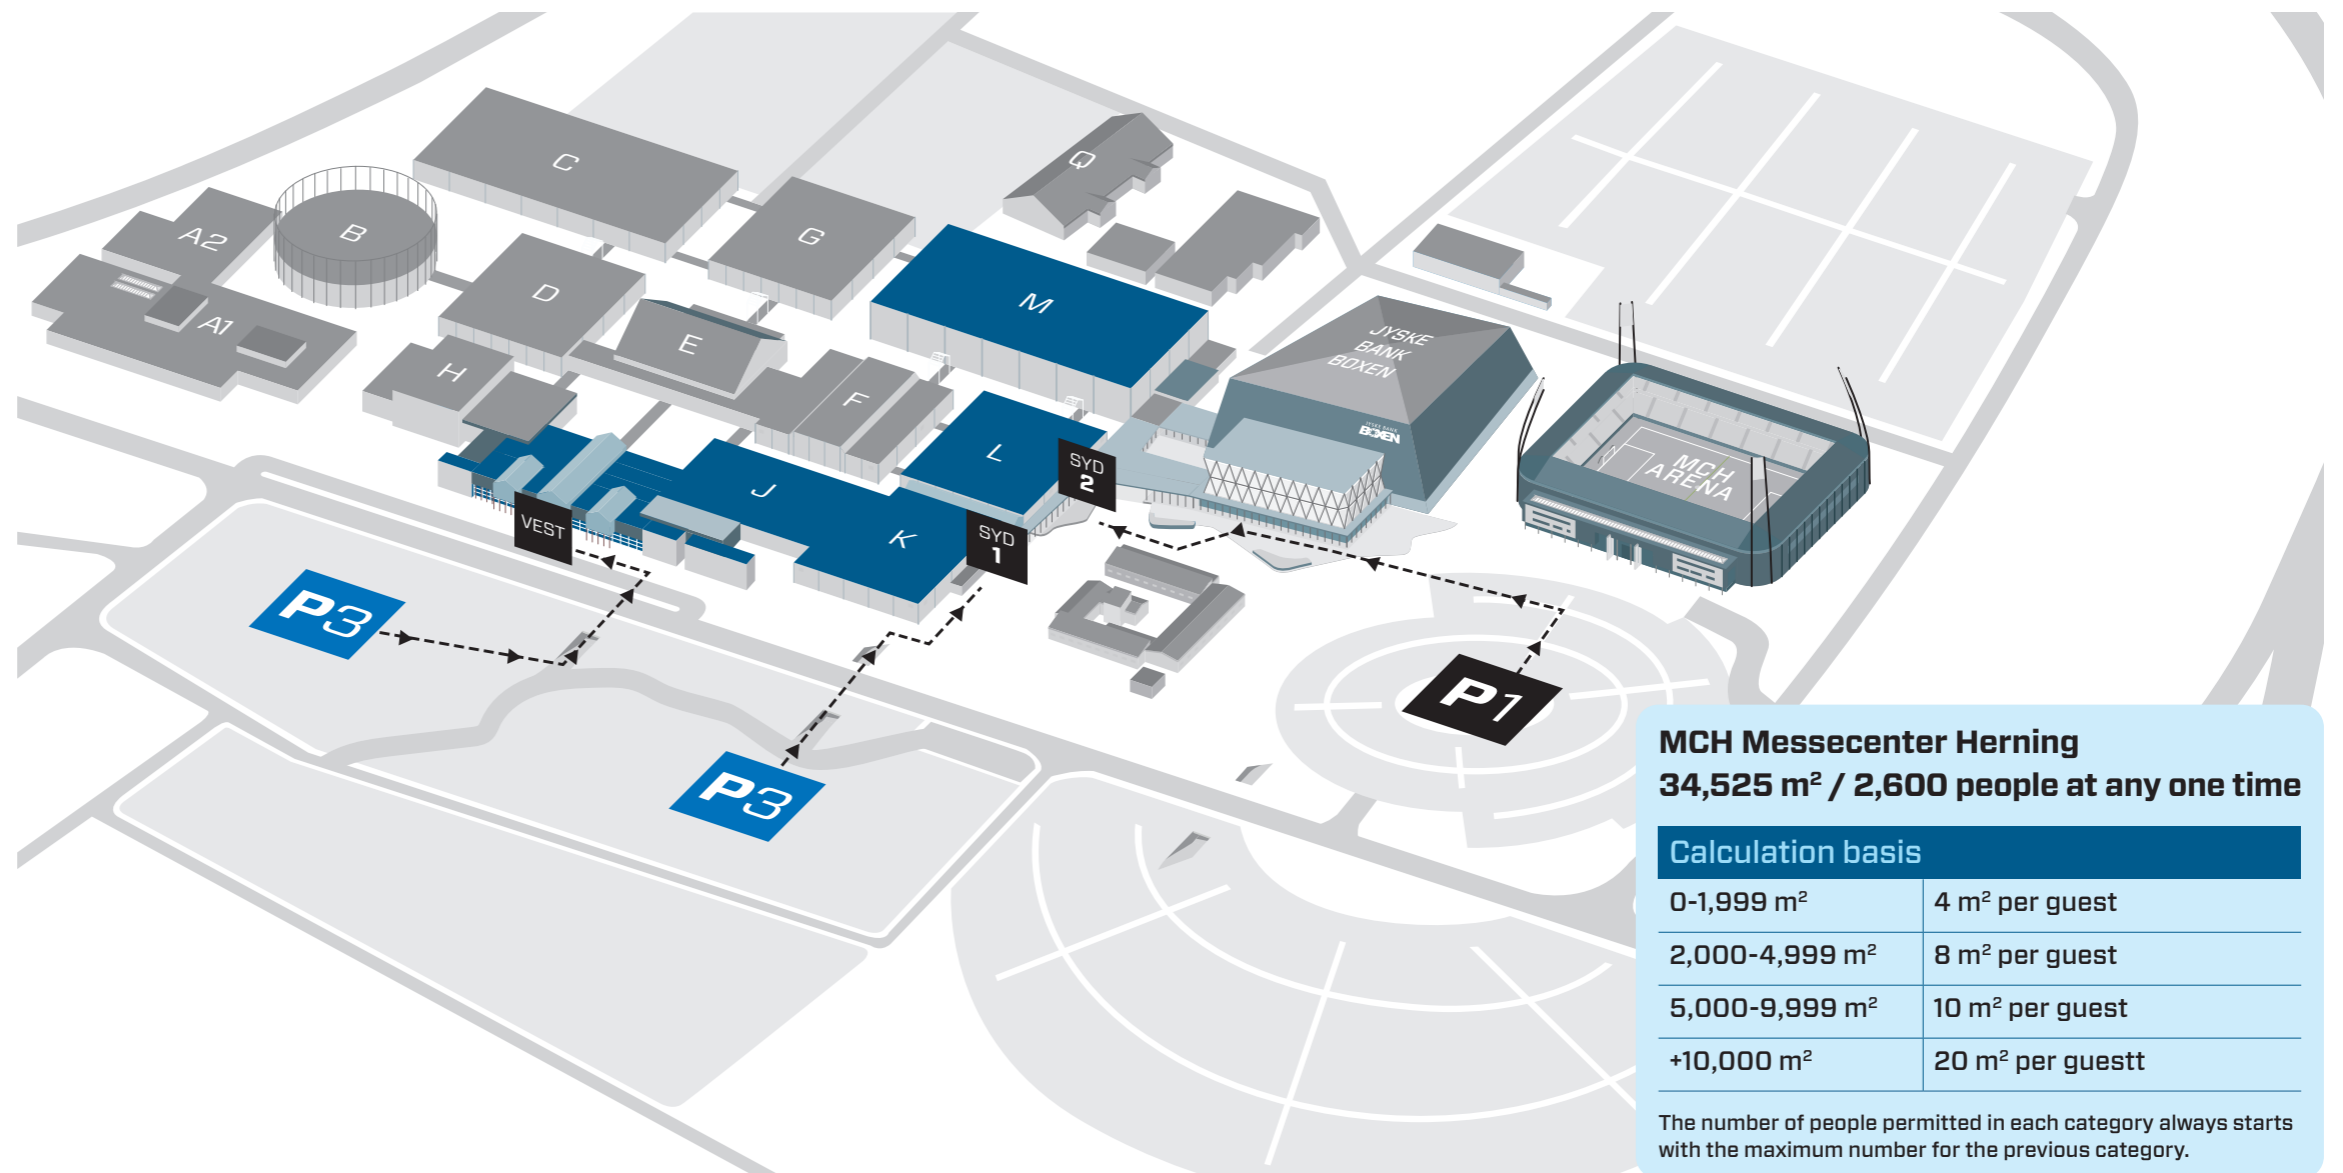 C
Q
A2
B
G
D
M
A1
E
H
F
JYSKE
BANK
BOXEN
JYSKE BANK
BOXEN
L
SYD
2
MCH
ARENA
J
VEST
K
SYD
1
P3
P1
P3
MCH Messecenter Herning
34,525 m² / 2,600 people at any one time
Calculation basis
0-1,999 m² 4 m² per guest
2,000-4,999 m² 8 m² per guest
5,000-9,999 m² 10 m² per guest
+10,000 m² 20 m² per guestt
The number of people permitted in each category always starts
with the maximum number for the previous category.